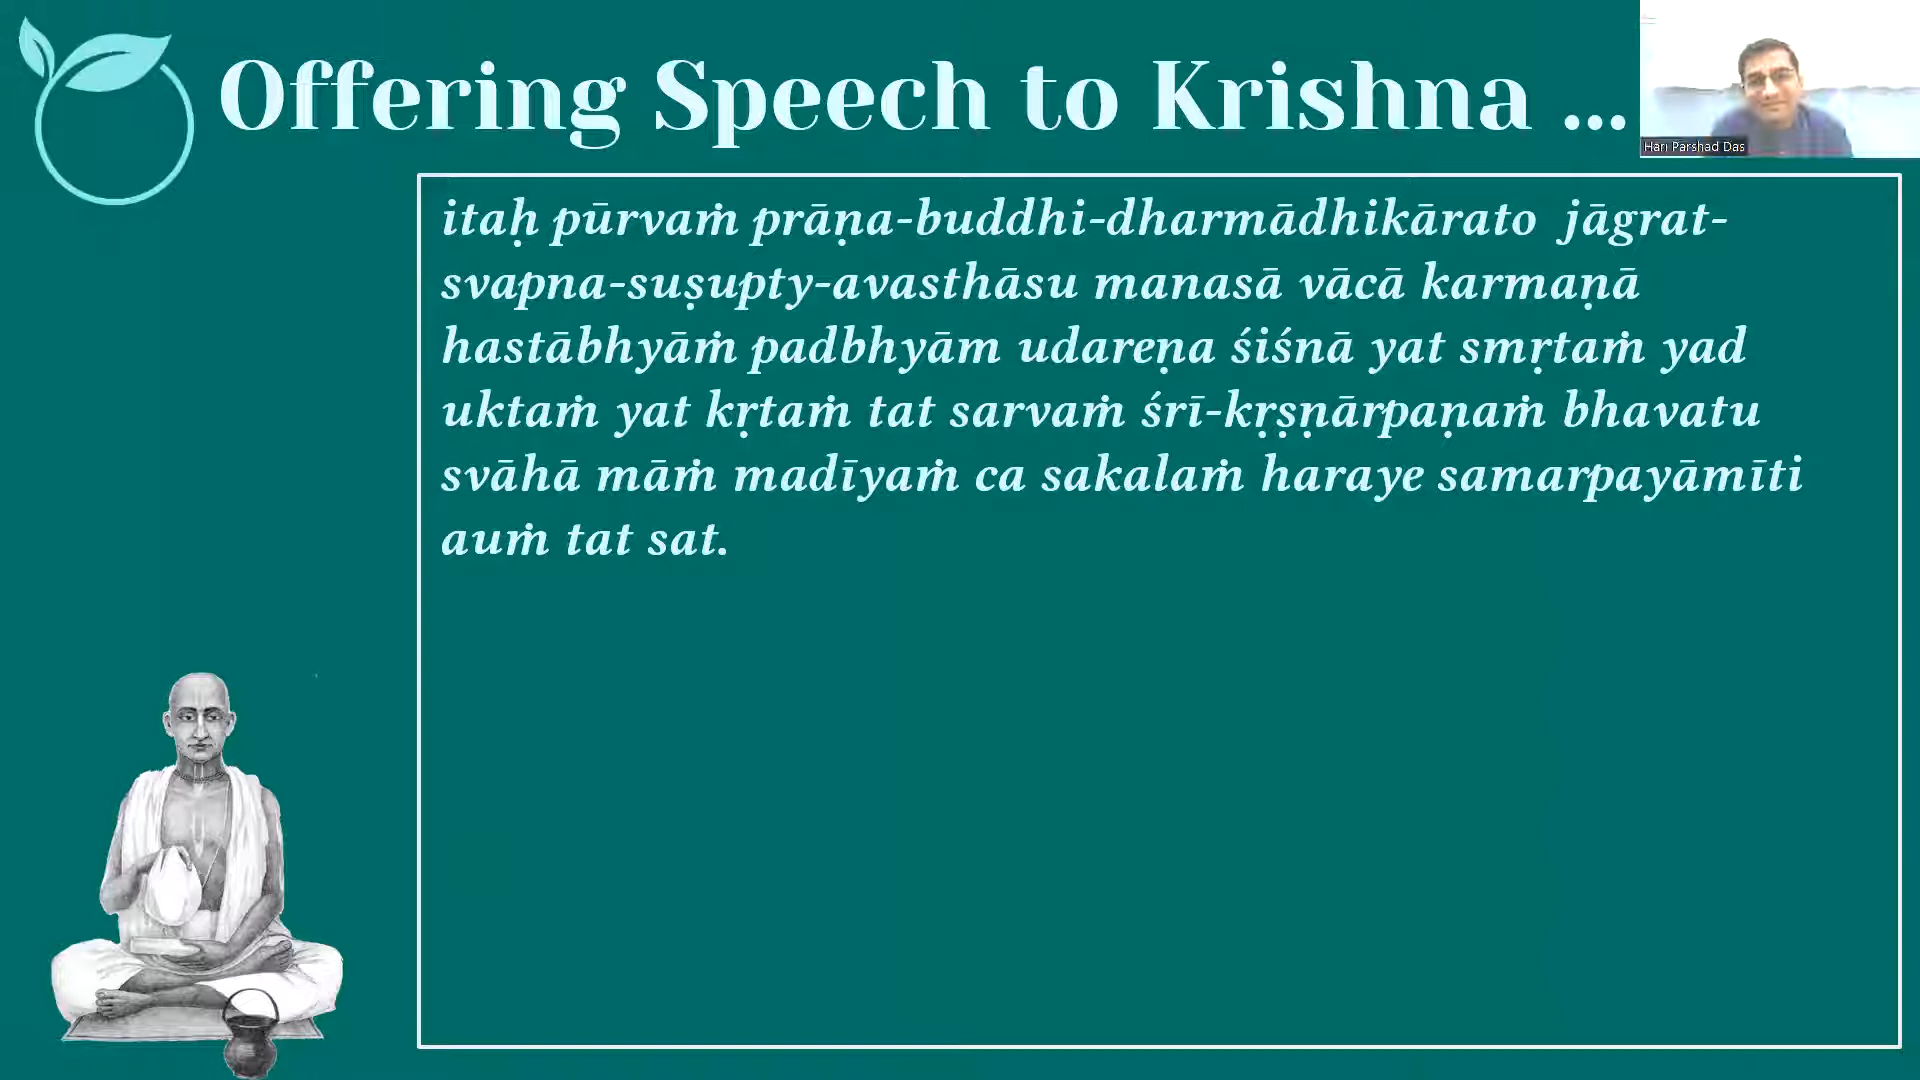 Offering Speech to Krishna ...
Hari Parshad Das
itaḥ pūrvaṁ prāṇa-buddhi-dharmādhikārato jāgrat-
svapna-suṣupty-avasthāsu manasā vācā karmaṇā
hastābhyāṁ padbhyām udareṇa śiśnā yat smṛtaṁ yad
uktaṁ yat kṛtaṁ tat sarvaṁ śrī-kṛṣṇārpaṇaṁ bhavatu
svāhā māṁ madīyaṁ ca sakalaṁ haraye samarpayāmīti
auṁ tat sat.